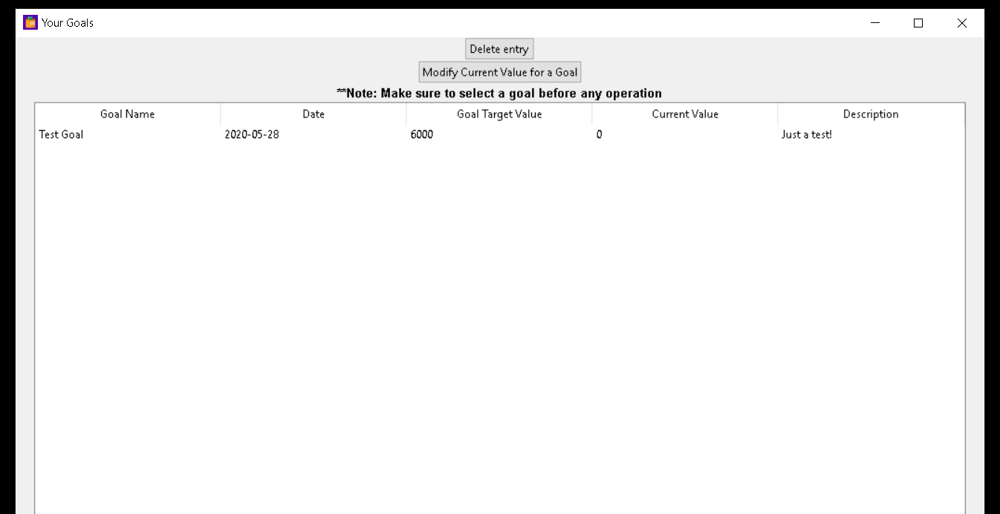 Your Goals
Delete entry
Modify Current Value for a Goal
**Note: Make sure to select a goal before any operation
Goal Name Date Goal Target Value Current Value Description
Test Goal 2020-05-28 6000 0 Just a test!